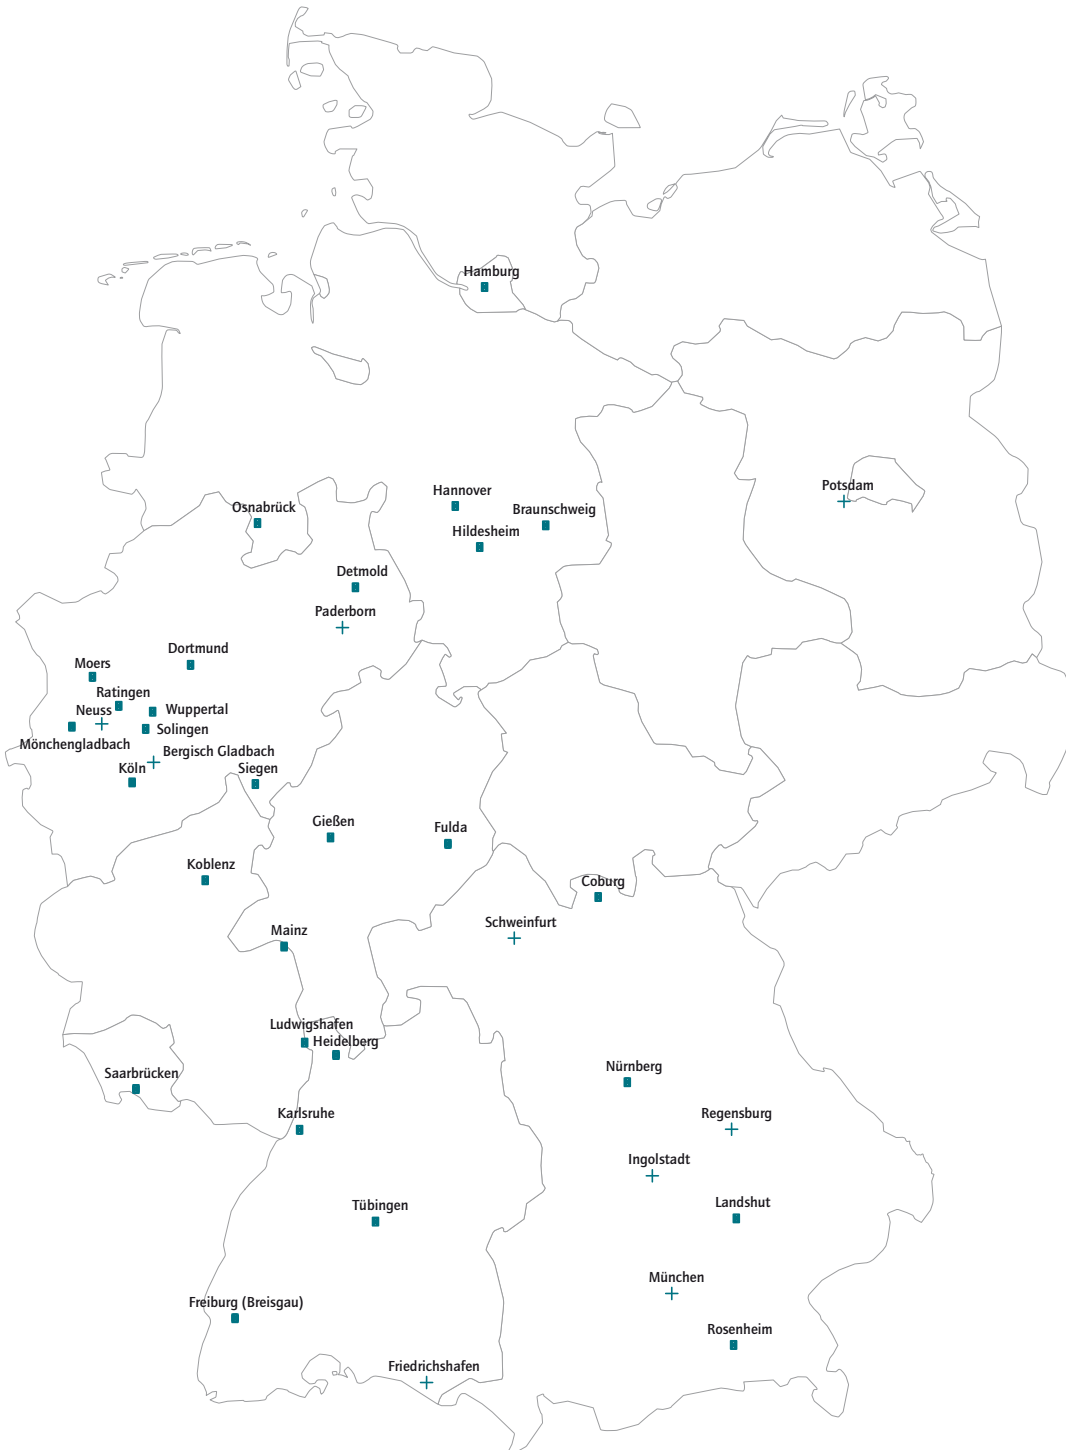 Hamburg
Potsdam
Hannover
Osnabrück
Braunschweig
Hildesheim
Detmold
Paderborn
Dortmund
Moers
Ratingen
Neuss
Wuppertal
Solingen
Mönchengladbach
Bergisch Gladbach
Köln
Siegen
Gießen
Fulda
Koblenz
Coburg
Schweinfurt
Mainz
Ludwigshafen
Heidelberg
Nürnberg
Saarbrücken
Karlsruhe
Regensburg
Ingolstadt
Landshut
Tübingen
München
Freiburg (Breisgau)
Rosenheim
Friedrichshafen